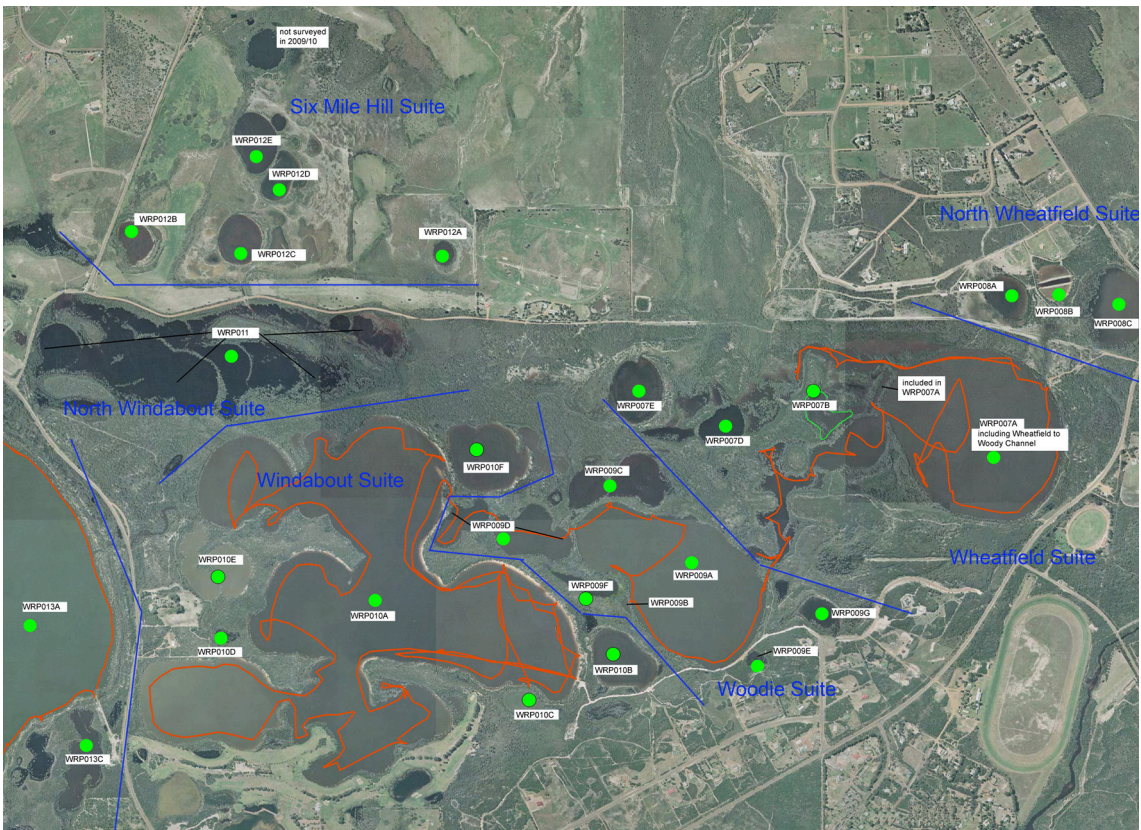 not surveyed
in 2009/10
Six Mile Hill Suite
WRP012E
WRP012D
WRP012B
WRP012C
WRP012A
North Wheatfield Suite
WRP008A
WRP008B
WRP008C
WRP011
North Windabout Suite
WRP007E
WRP007B
included in
WRP007A
WRP007D
WRP007A
including Wheatfield to
Woody Channel
WRP010F
WRP009C
Windabout Suite
WRP009D
Wheatfield Suite
WRP010E
WRP009A
WRP009F
WRP009B
WRP010A
WRP013A
WRP009G
WRP010D
WRP009E
WRP010B
Woodie Suite
WRP010C
WRP013C